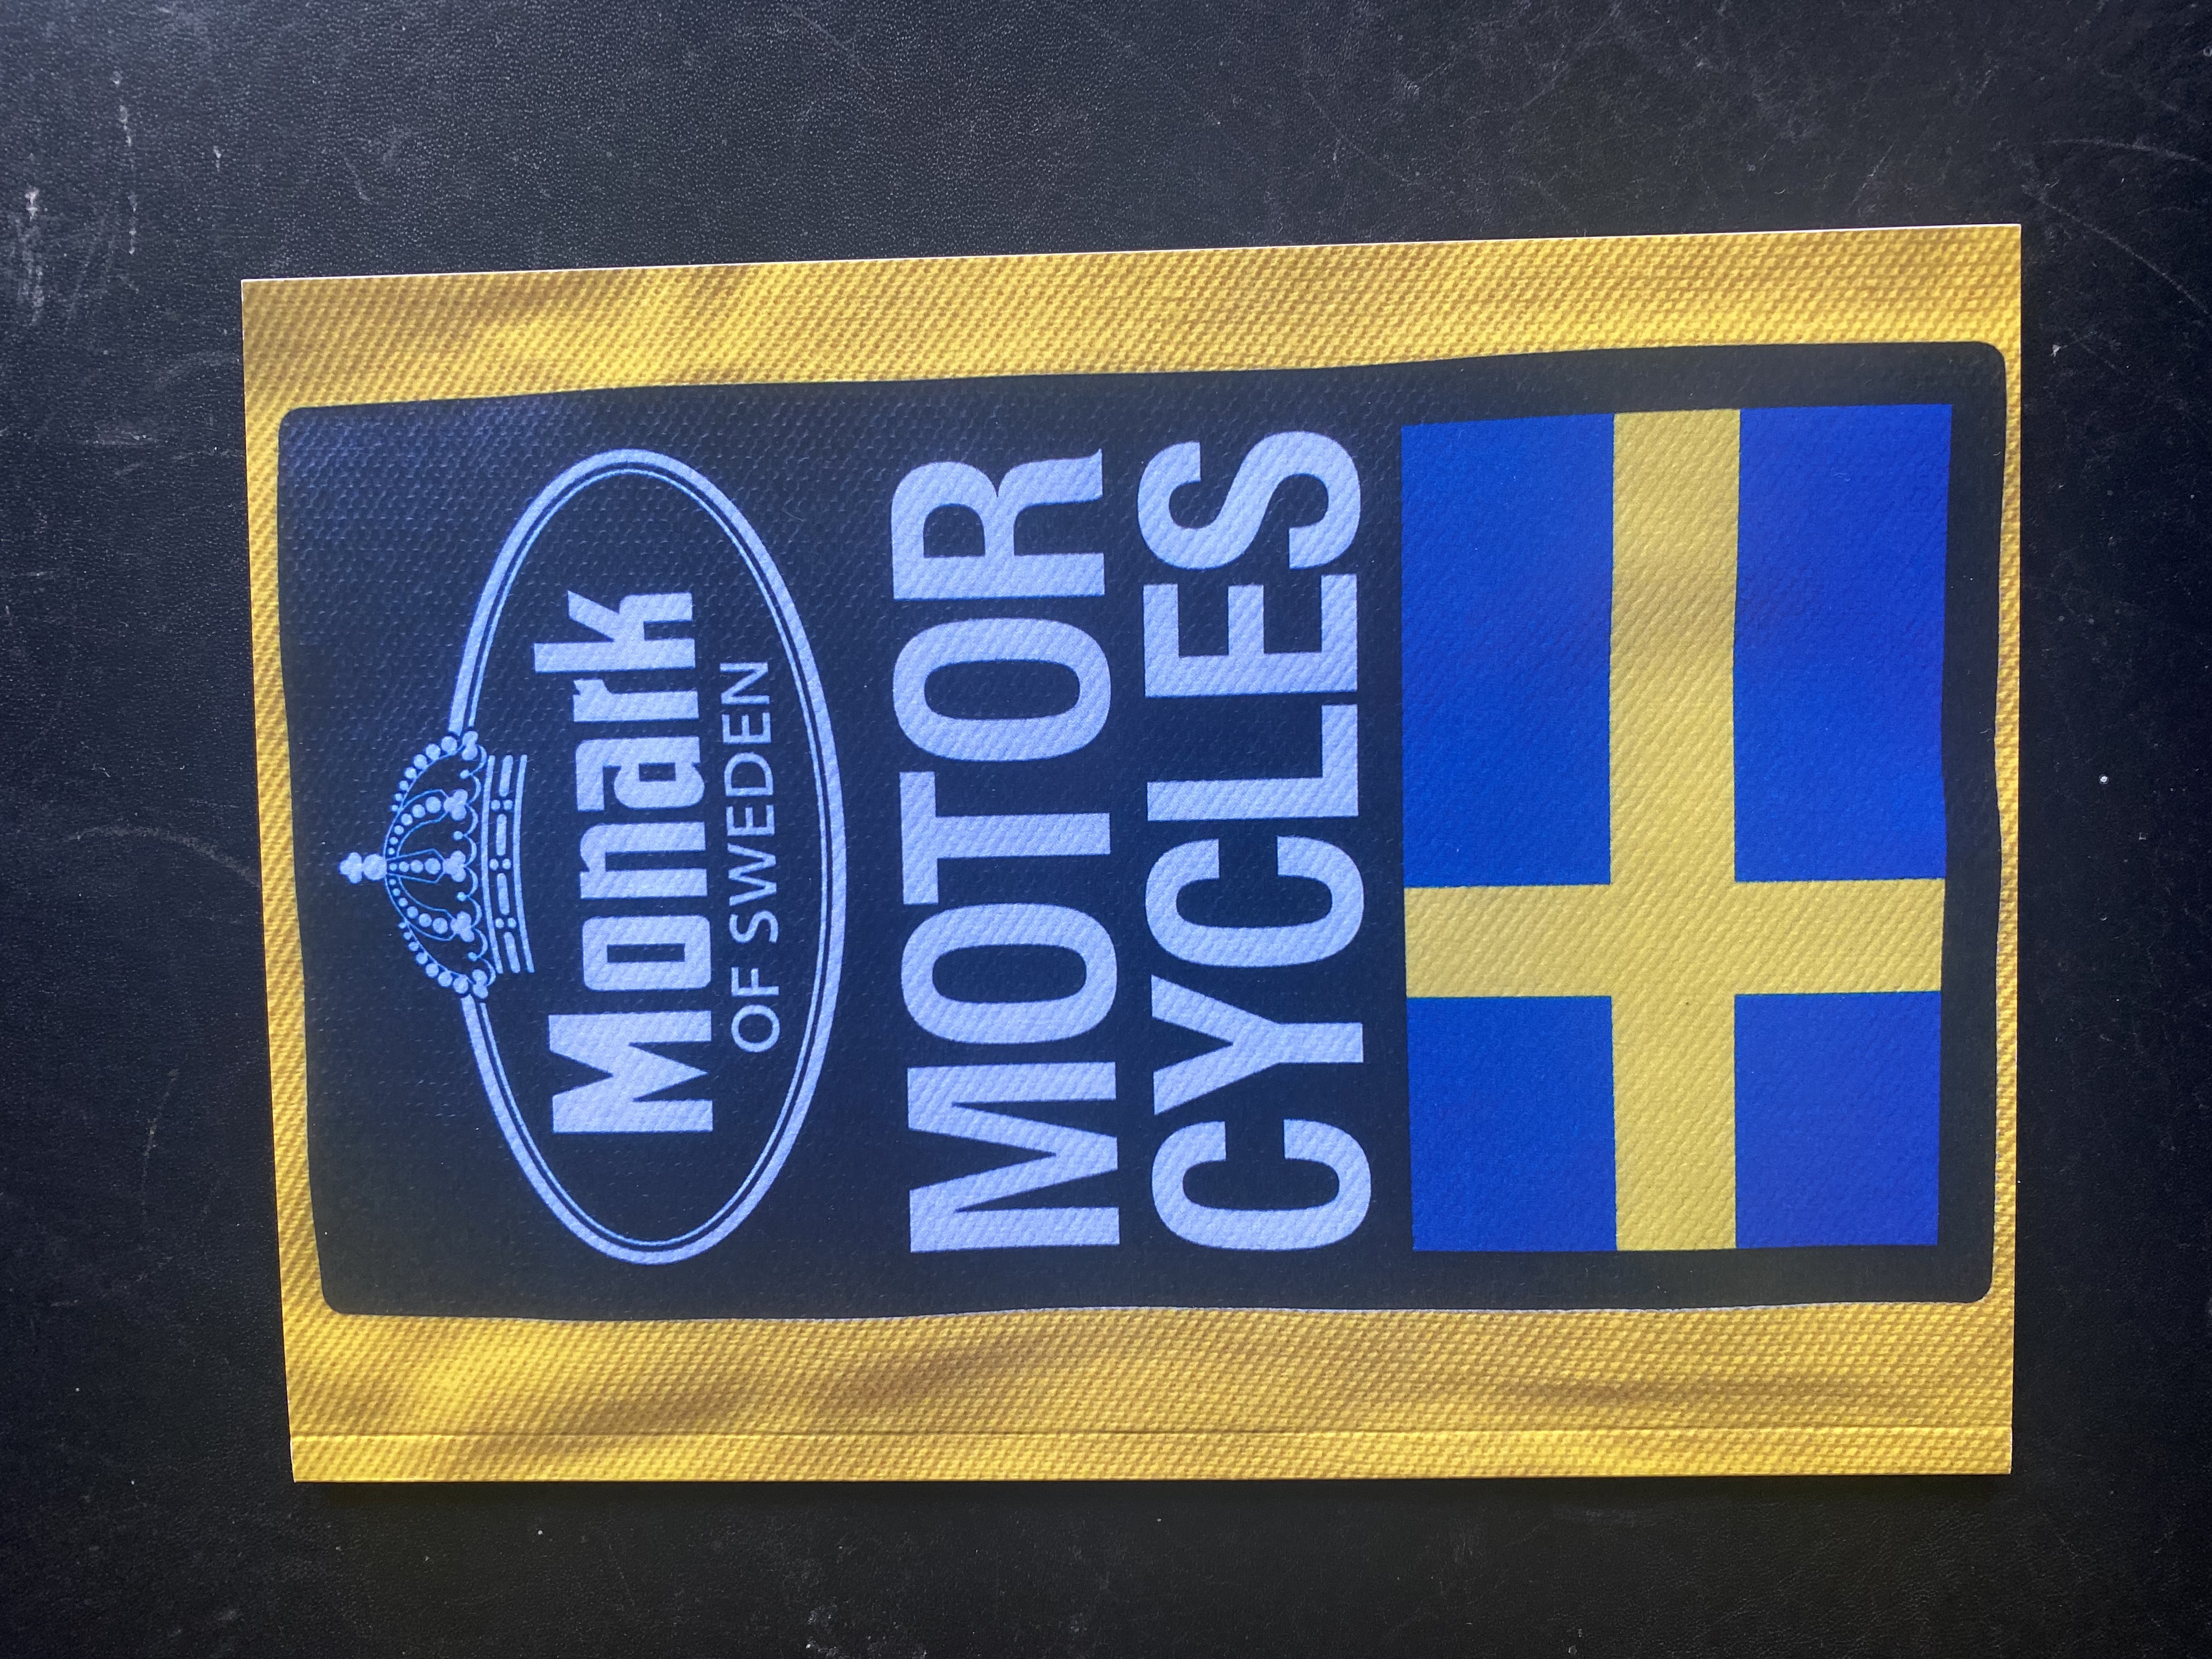 Monark
OF SWEDEN
MOTOR
CYCLES